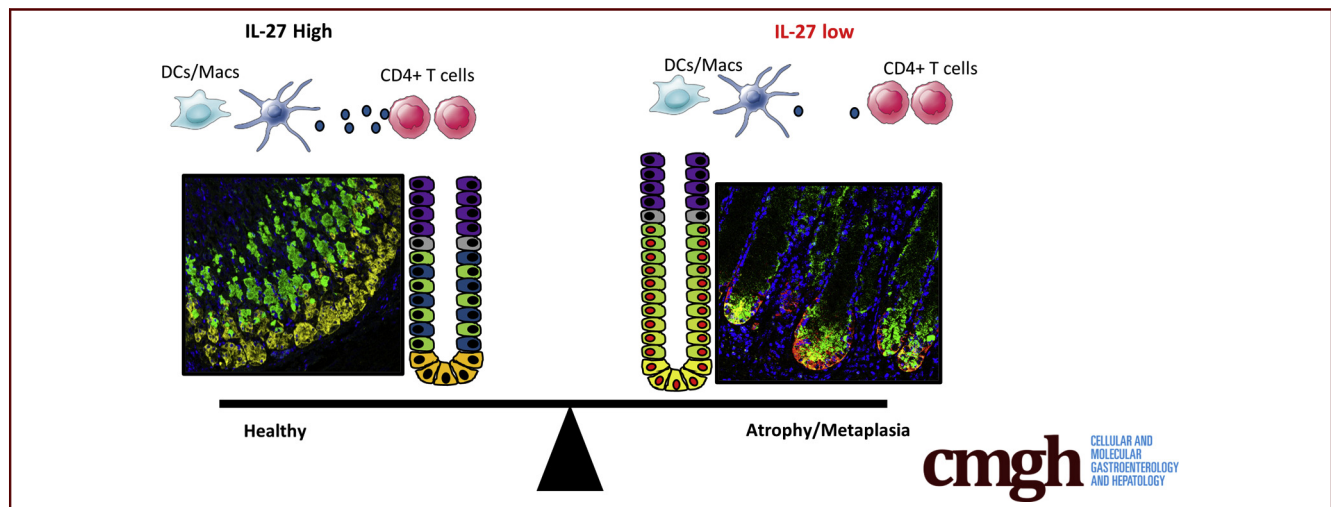 IL-27 High
IL-27 low
DCs/Macs
CD4+ T cells
DCs/Macs
CD4+ T cells
Healthy
Atrophy/Metaplasia
cmgh
CELLULAR AND
MOLECULAR
GASTROENTEROLOGY
AND HEPATOLOGY